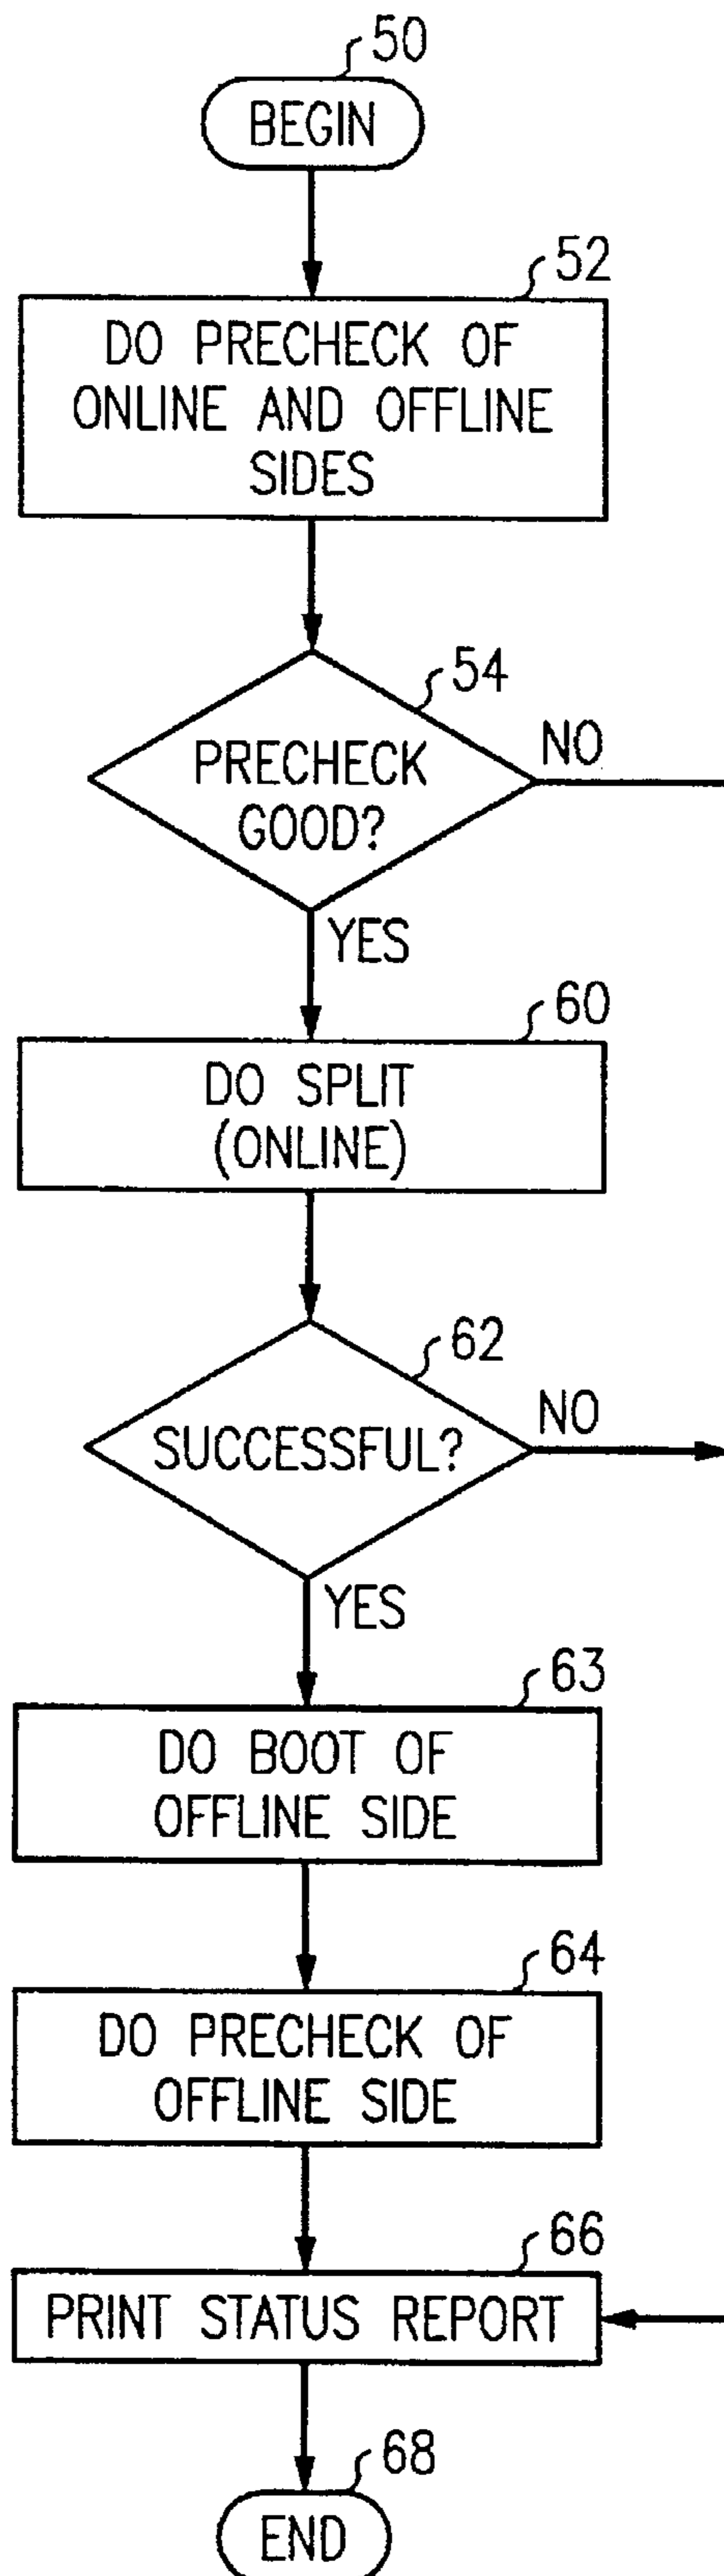 50
BEGIN
52
DO PRECHECK OF
ONLINE AND OFFLINE
SIDES
54
PRECHECK
GOOD?
NO
YES
60
DO SPLIT
(ONLINE)
62
SUCCESSFUL?
NO
YES
63
DO BOOT OF
OFFLINE SIDE
64
DO PRECHECK OF
OFFLINE SIDE
66
PRINT STATUS REPORT
68
END